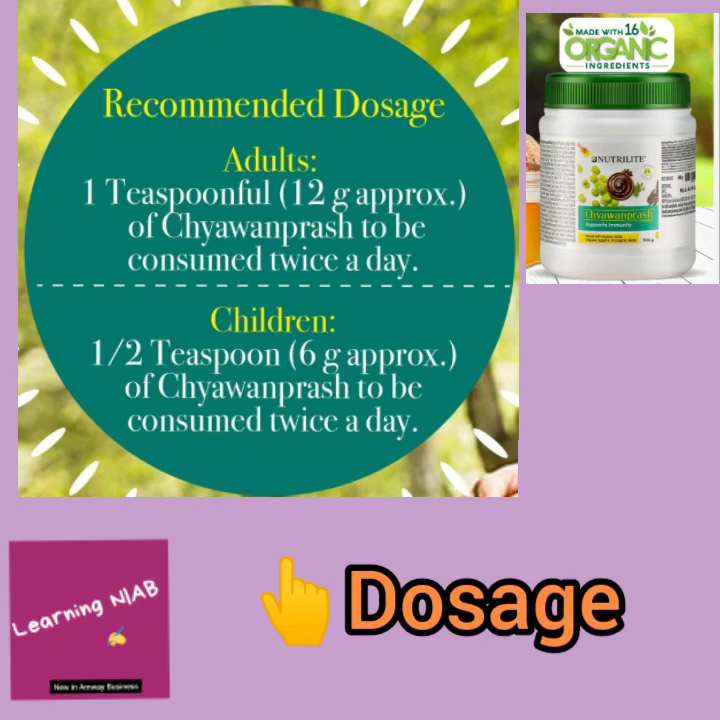 Recommended Dosage
Adults:
1 Teaspoonful (12 g approx.)
of Chyawanprash to be
consumed twice a day.
Children:
1/2 Teaspoon (6 g approx.)
of Chyawanprash to be
consumed twice a day.
MADE WITH 16
ORGANIC
INGREDIENTS
NUTRILITE
Chyawanprash
Supports Immunity
Learning N|AB
New in Amway Business
Dosage